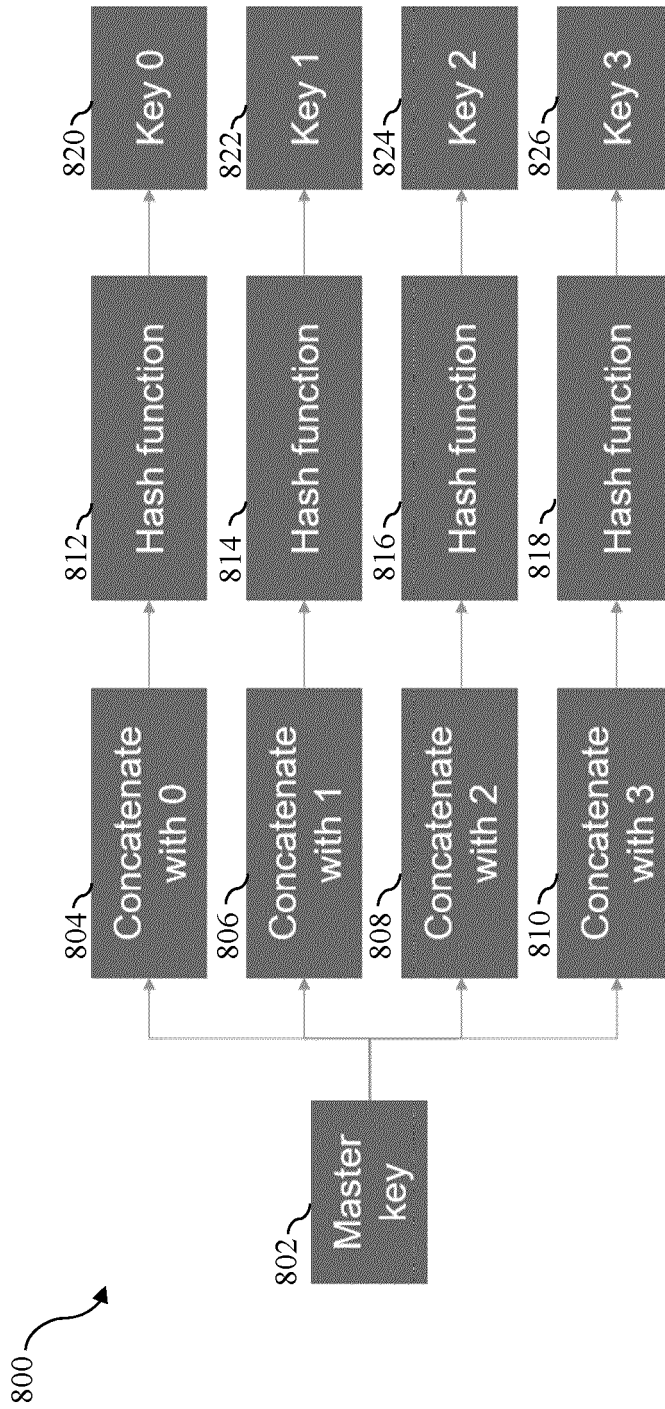 800
802
Master
key
804
Concatenate
with 0
812
Hash function
820
Key 0
806
Concatenate
with 1
814
Hash function
822
Key 1
808
Concatenate
with 2
816
Hash function
824
Key 2
810
Concatenate
with 3
818
Hash function
826
Key 3